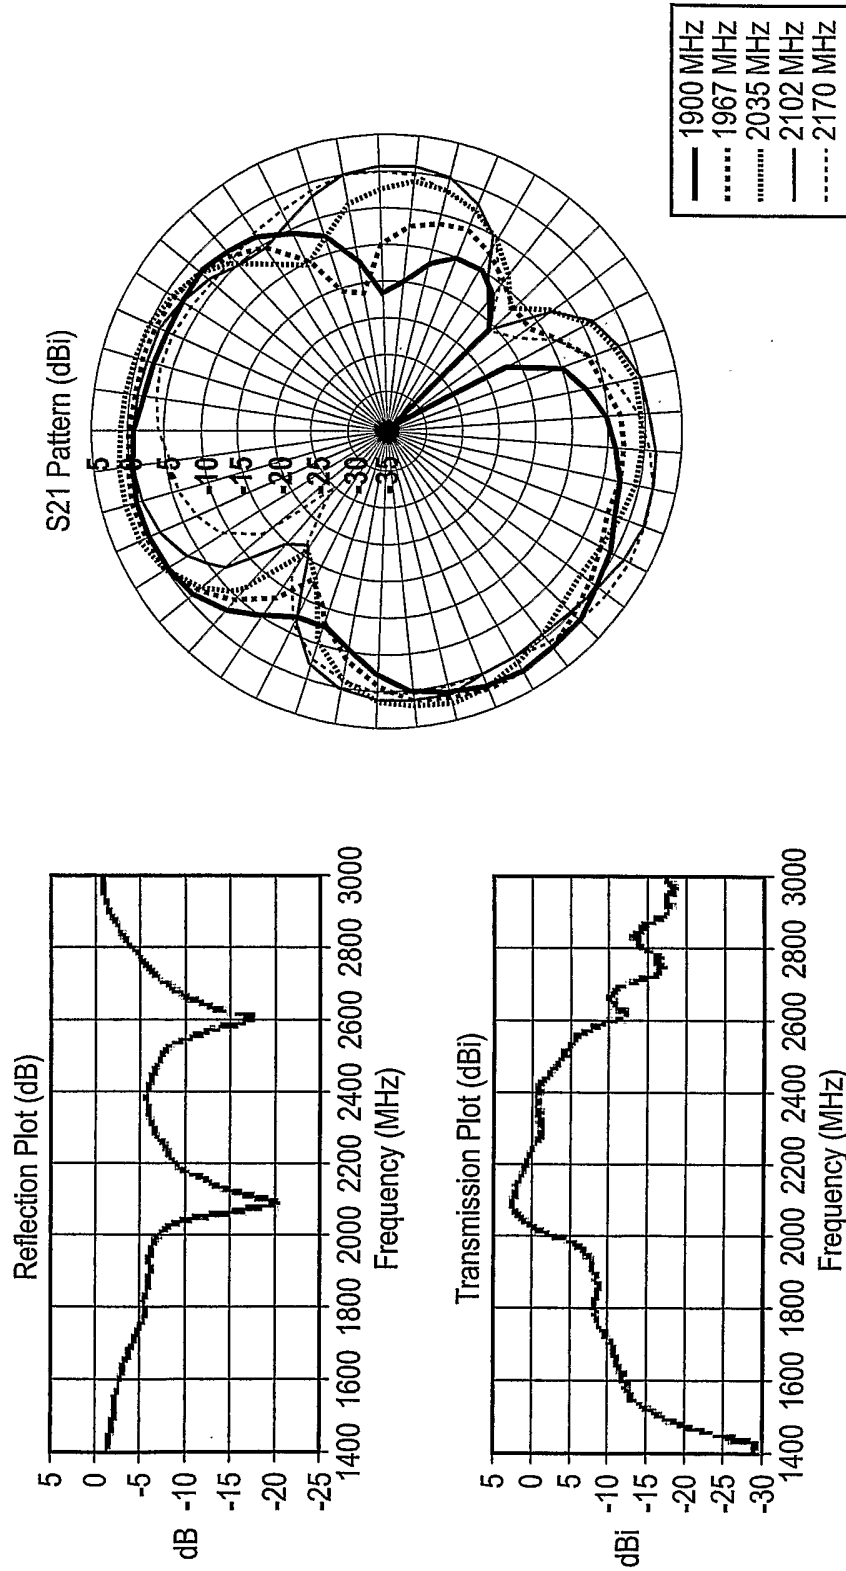 Reflection Plot (dB)
5
0
-5
-10
-15
-20
-25
dB
1400 1600 1800 2000 2200 2400 2600 2800 3000
Frequency (MHz)
Transmission Plot (dBi)
5
0
-5
-10
-15
-20
-25
-30
dBi
1400 1600 1800 2000 2200 2400 2600 2800 3000
Frequency (MHz)
S21 Pattern (dBi)
5
0
-5
-10
-15
-20
-25
-30
-35
1900 MHz
1967 MHz
2035 MHz
2102 MHz
2170 MHz